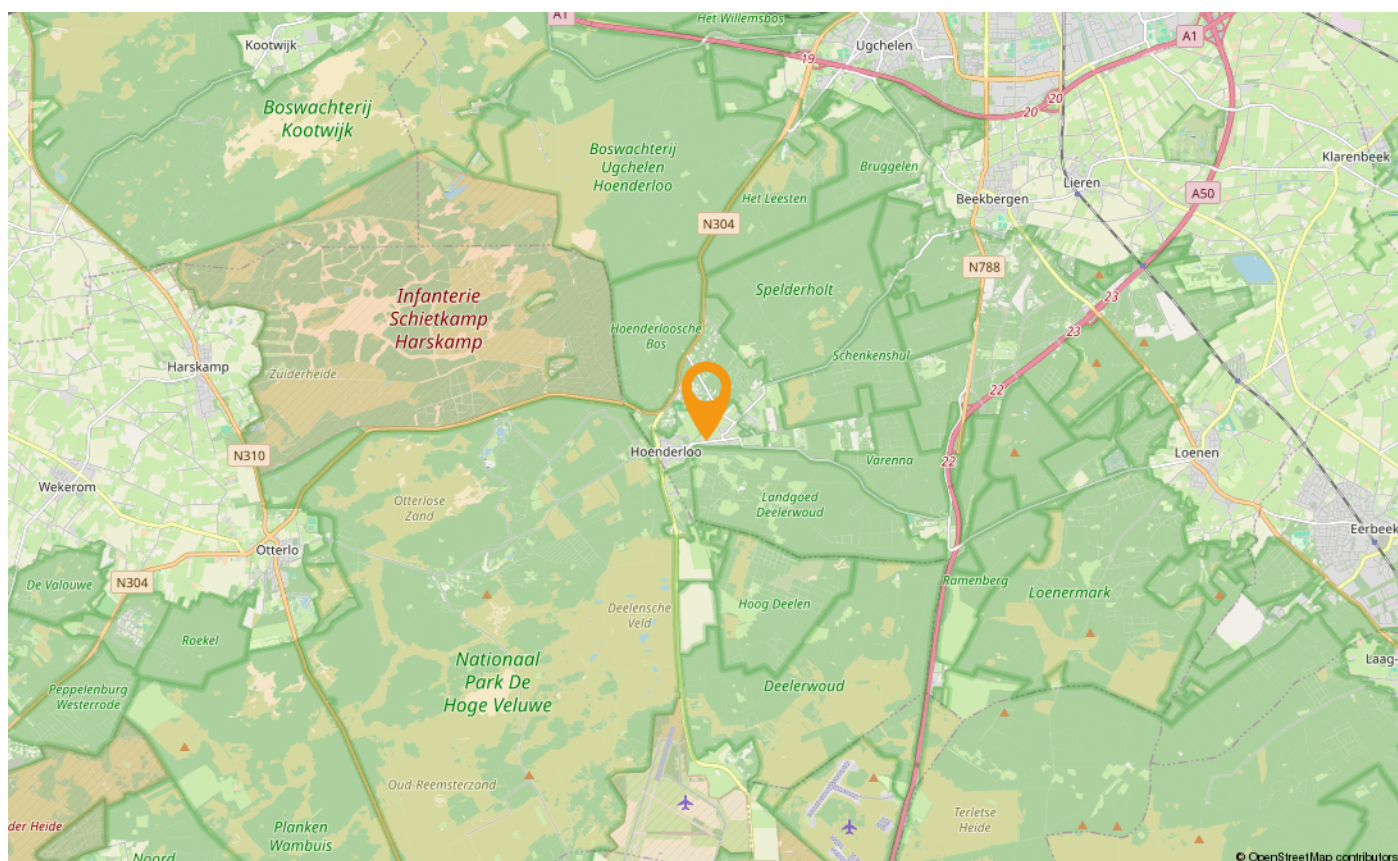 A1
Het Willemsbos
Kootwijk
Ugchelen
A1
19
20
20
Boswachterij
Kootwijk
Boswachterij
Ugchelen
Hoenderloo
Bruggelen
Klarenbeek
Lieren
A50
Het Leesten
Beekbergen
N304
N788
Infanterie
Schietkamp
Harskamp
Spelderholt
23
Hoenderloosche
Bos
23
Schenkenshul
Harskamp
Zuiderheide
22
N310
Hoenderloo
Varenna
22
Loenen
Wekerom
Otterlose
Zand
Landgoed
Deelerwoud
Eerbeek
Otterlo
De Valouwe
N304
Ramenberg
Loenermark
Deelensche
Veld
Hoog Deelen
Roekel
Nationaal
Park De
Hoge Veluwe
Laag-
Peppelenburg
Westerrode
Deelerwoud
Oud-Reemsterzand
Terletse
Heide
der Heide
Planken
Wambuis
Noord
© OpenStreetMap contributors